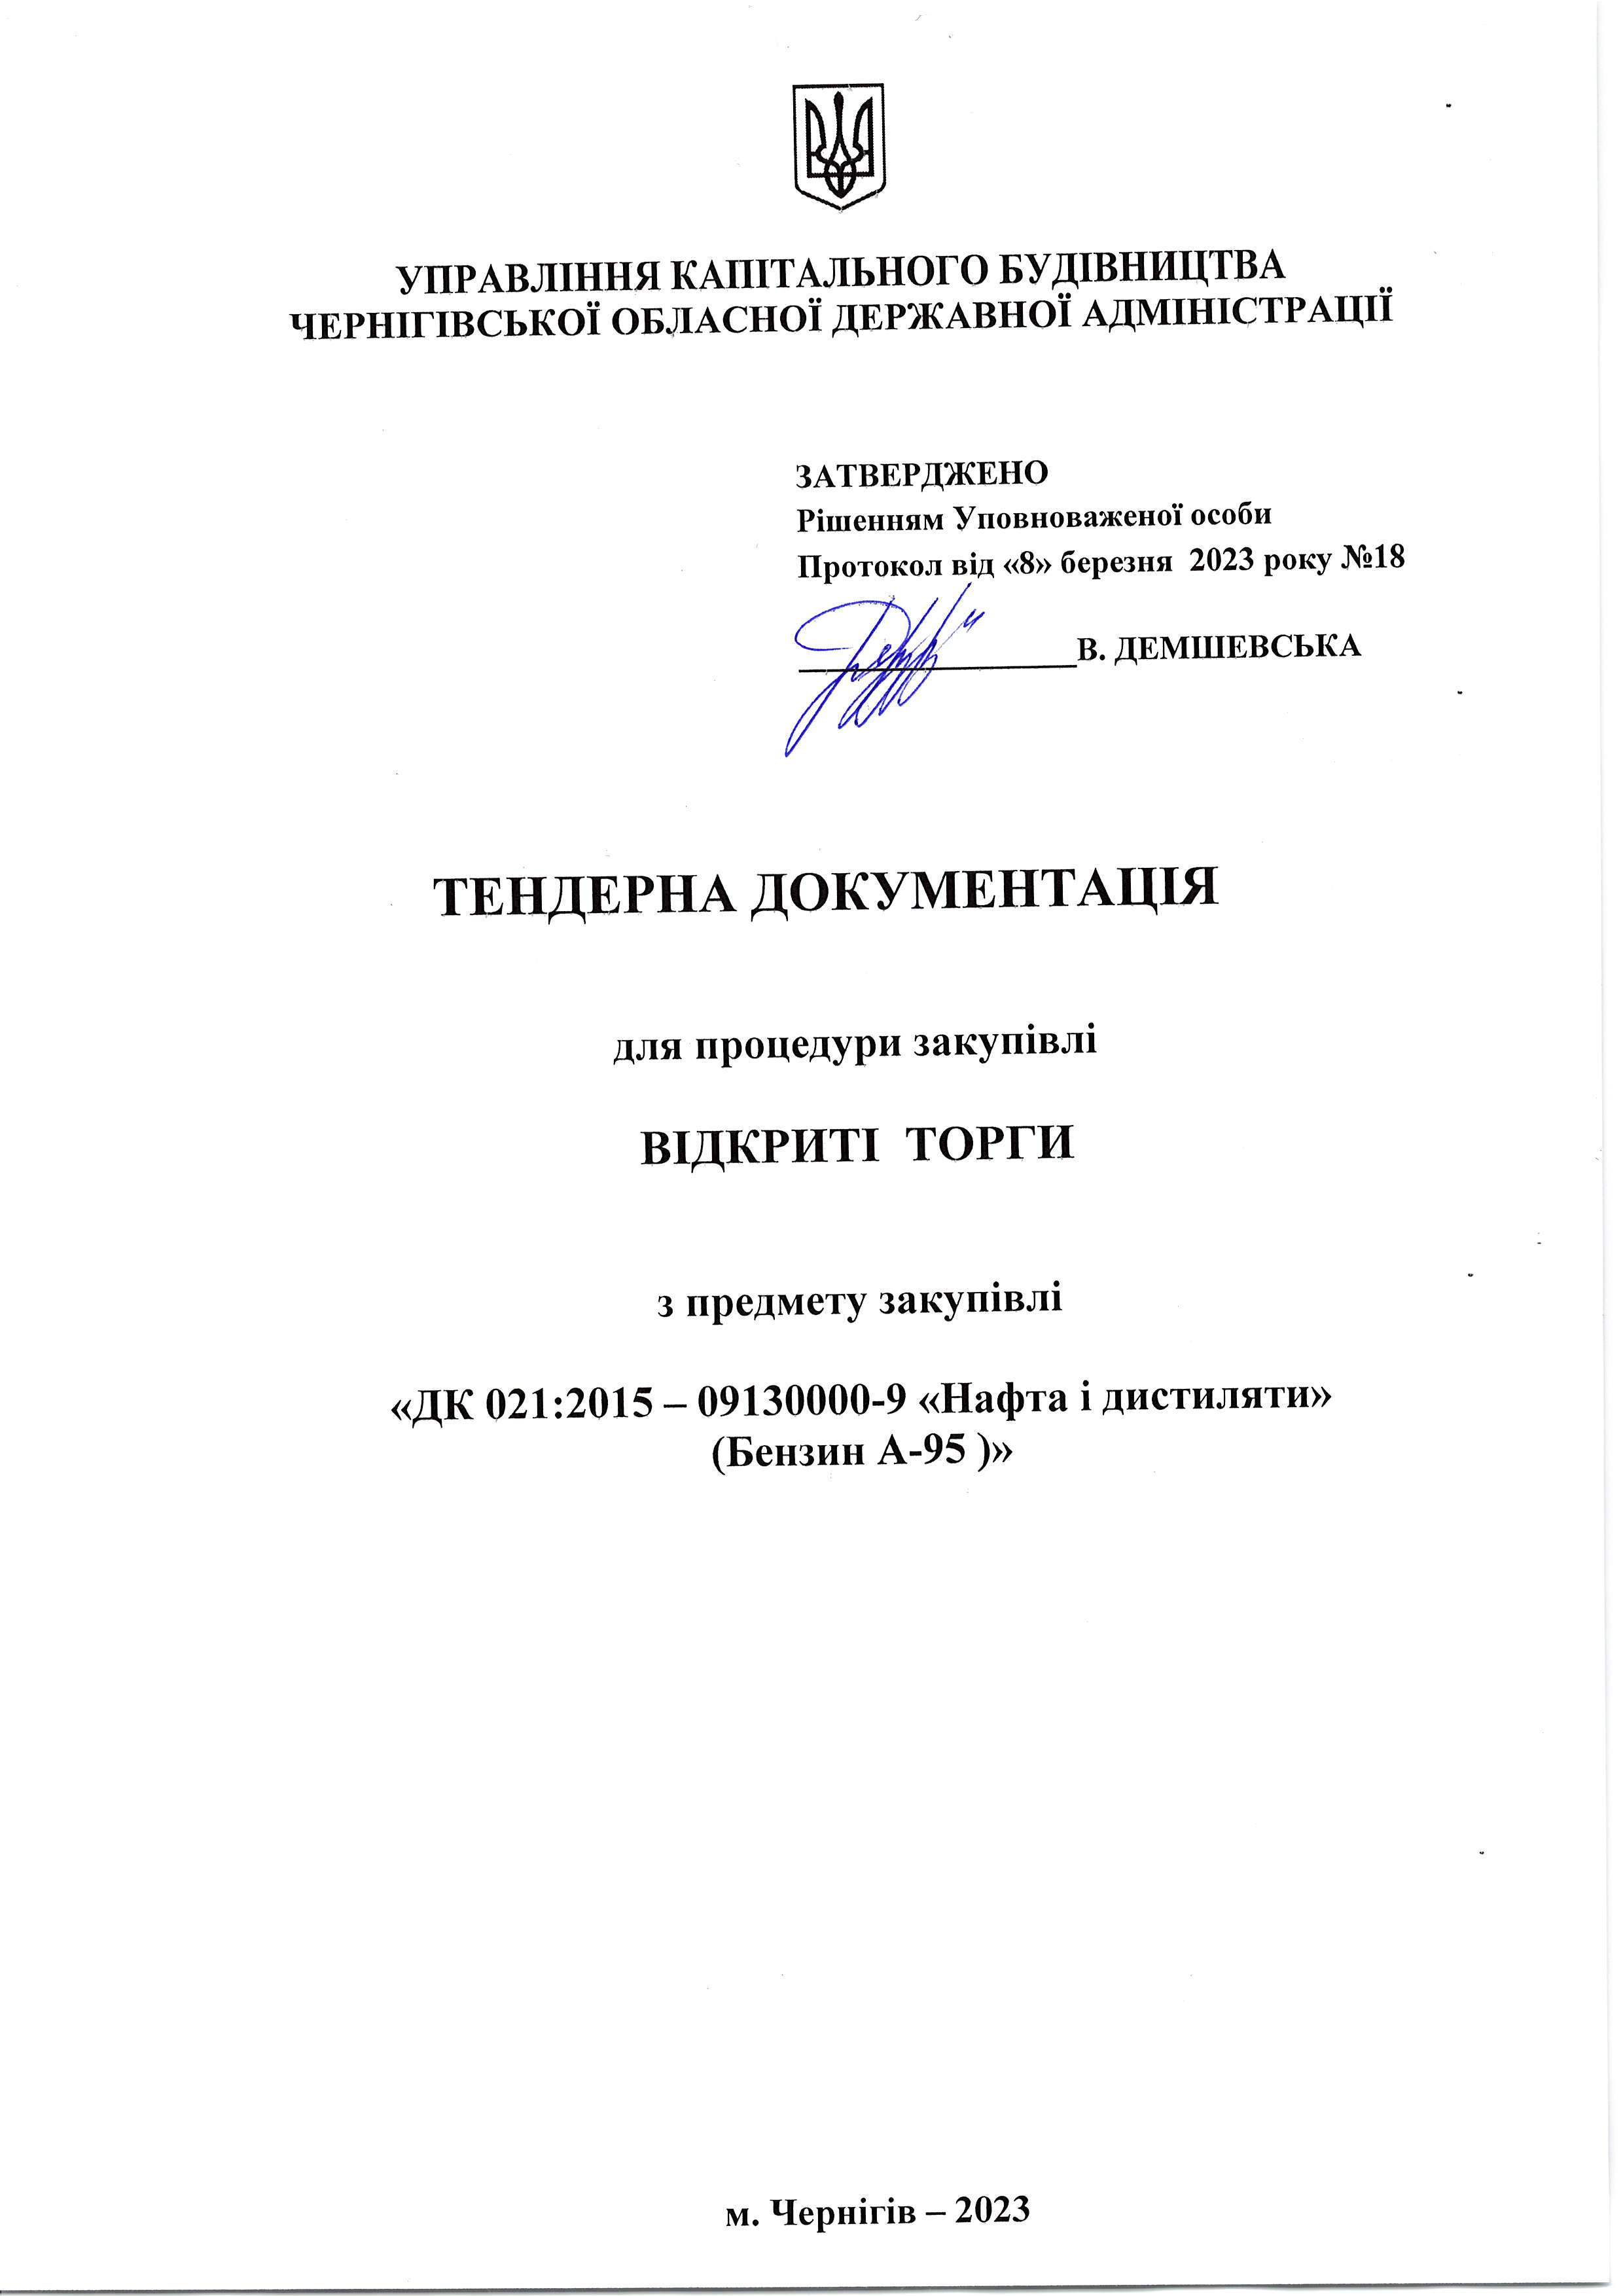 УПРАВЛІННЯ КАПІТАЛЬНОГО БУДІВНИЦТВА
ЧЕРНІГІВСЬКОЇ ОБЛАСНОЇ ДЕРЖАВНОЇ АДМІНІСТРАЦІЇ
ЗАТВЕРДЖЕНО
Рішенням Уповноваженої особи
Протокол від «8» березня 2023 року №18
В. ДЕМШЕВСЬКА
ТЕНДЕРНА ДОКУМЕНТАЦІЯ
для процедури закупівлі
ВІДКРИТІ ТОРГИ
з предмету закупівлі
«ДК 021:2015 – 09130000-9 «Нафта і дистиляти»
(Бензин А-95 )»
м. Чернігів – 2023